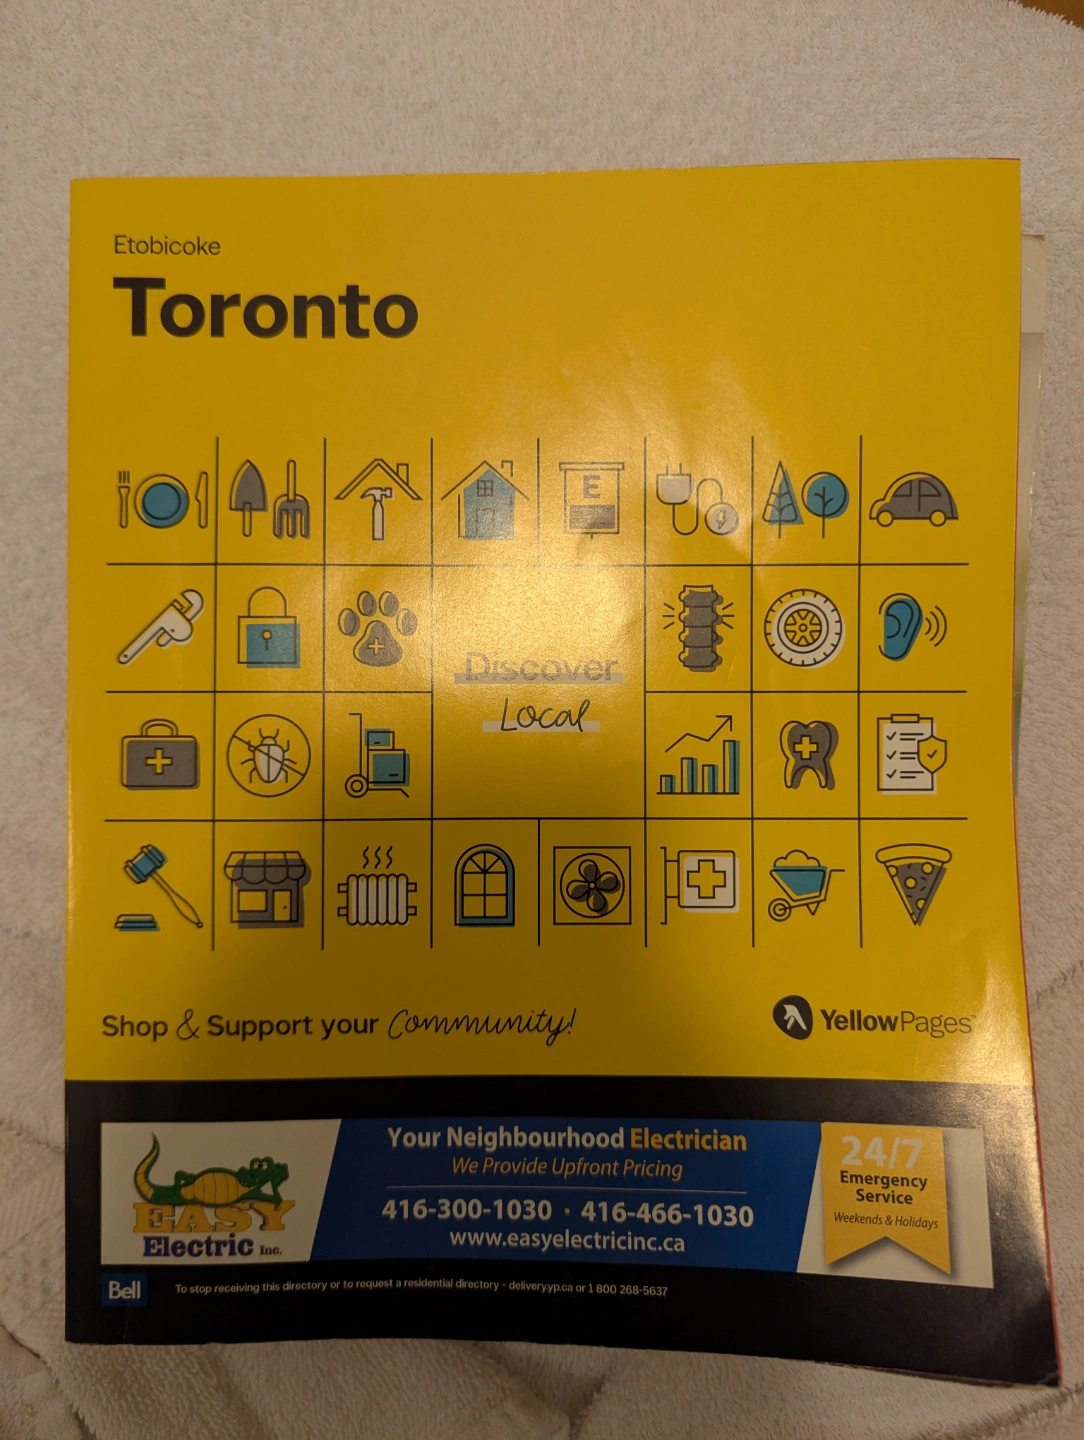 Etobicoke
Toronto
E
Discover
Local
Shop & Support your Community!
YellowPages™
EASY
Electric Inc.
Your Neighbourhood Electrician
We Provide Upfront Pricing
416-300-1030 • 416-466-1030
www.easyelectricinc.ca
24/7
Emergency
Service
Weekends & Holidays
Bell
To stop receiving this directory or to request a residential directory - delivery.yp.ca or 1 800 268-5637